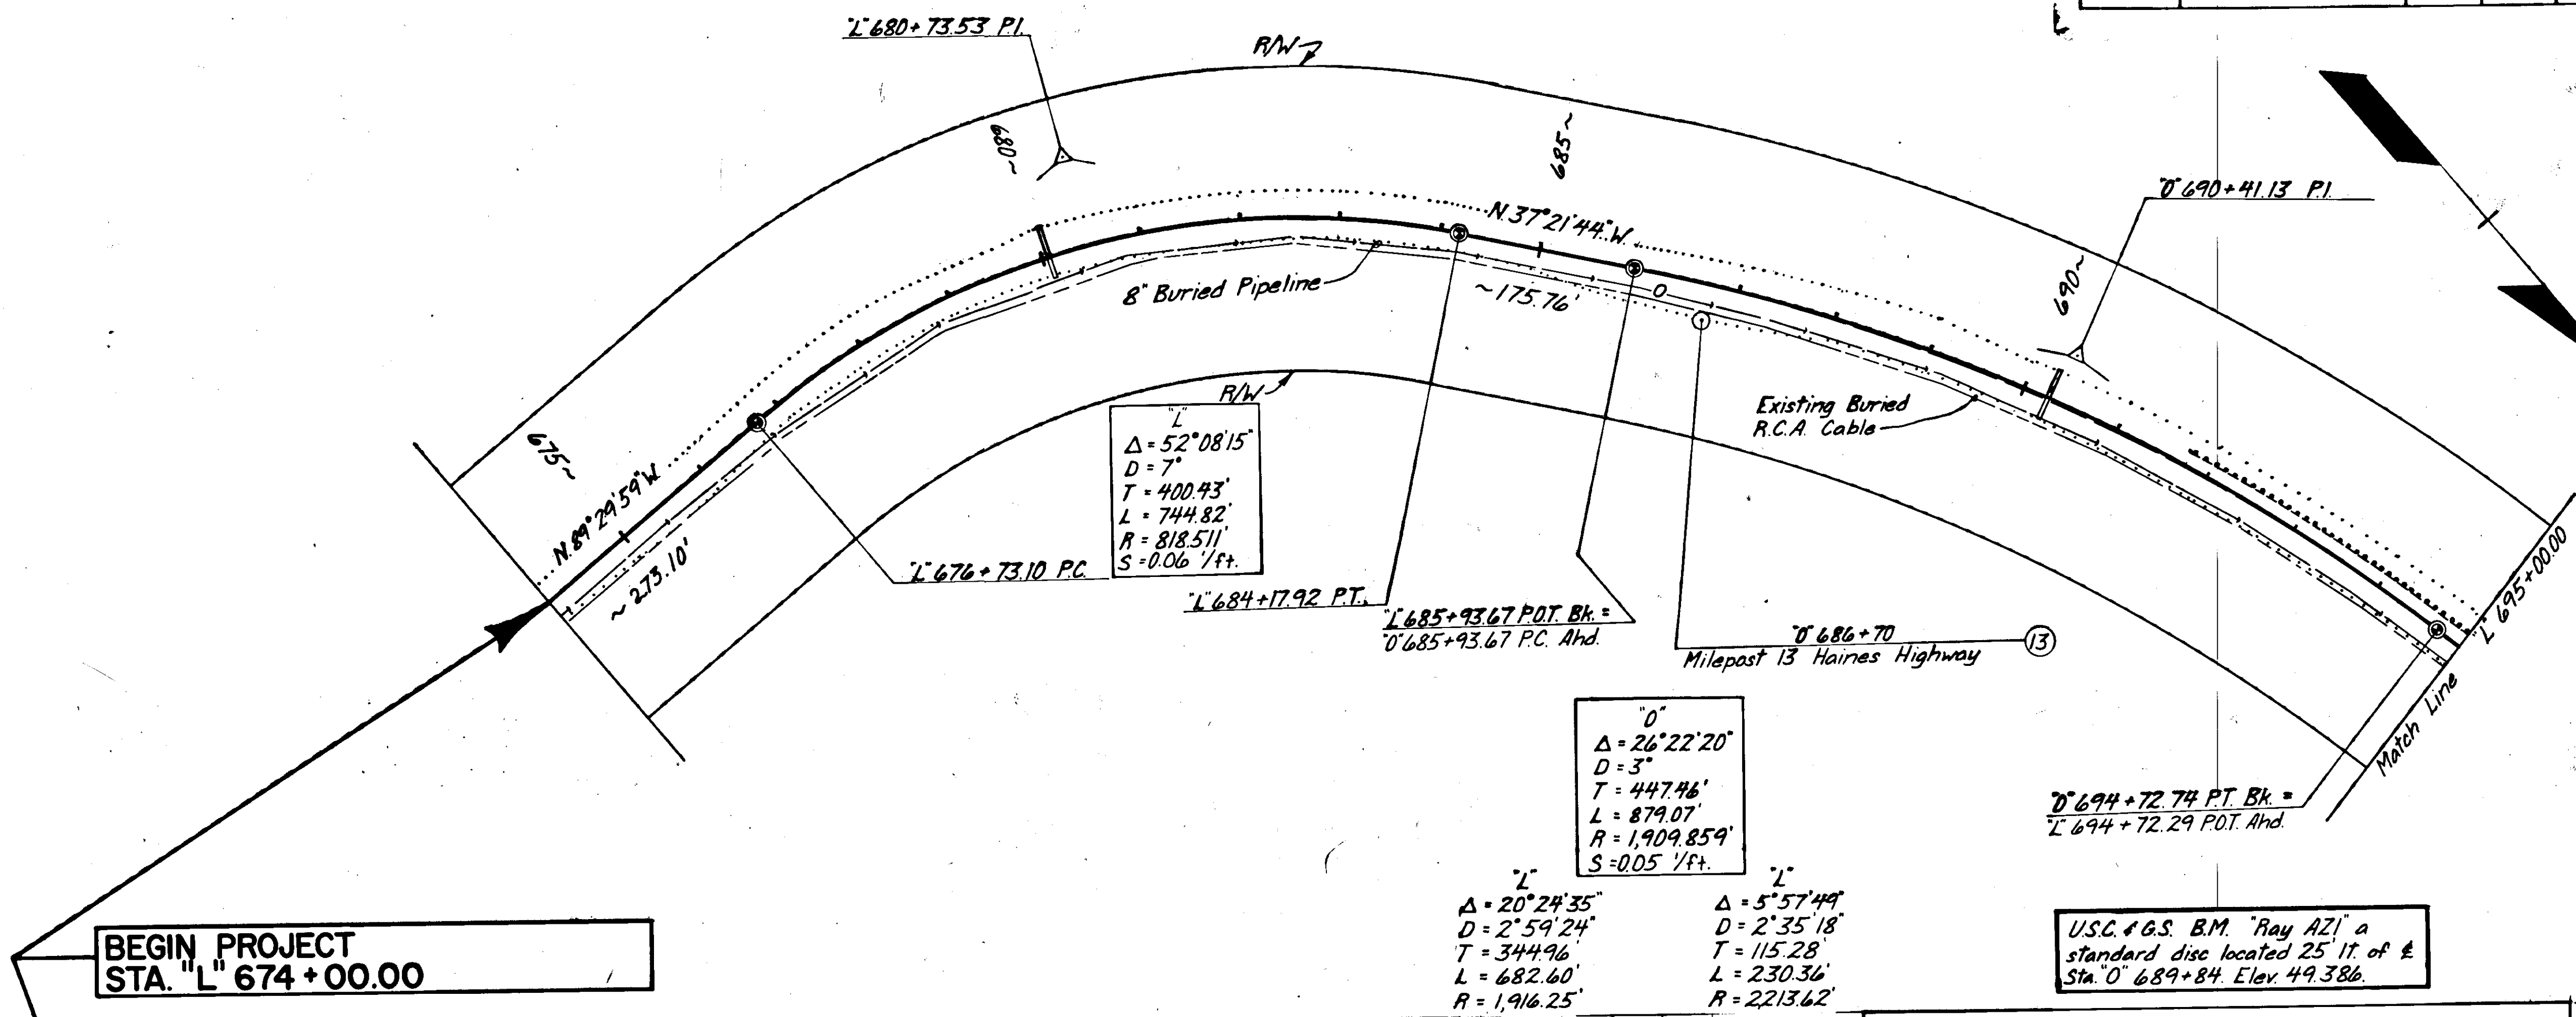 "L" 680+73.53 P.I.
R/W
~680
685~
"O" 690+41.13 P.I.
N.37°21'44"W.
690~
8" Buried Pipeline
~175.76'
675~
N.89°29'59"W.
~273.10'
R/W
"L"
Δ = 52°08'15"
D = 7°
T = 400.43'
L = 744.82'
R = 818.511'
S = 0.06 '/ft.
Existing Buried
R.C.A. Cable
"L" 676+73.10 P.C.
"L" 684+17.92 P.T.
"L" 685+93.67 P.O.T. Bk. =
"O" 685+93.67 P.C. Ahd.
"O" 686+70
Milepost 13 Haines Highway
13
"L" 695+00.00
Match Line
"O"
Δ = 26°22'20"
D = 3°
T = 447.46'
L = 879.07'
R = 1,909.859'
S = 0.05 '/ft.
"O" 694+72.74 P.T. Bk. =
"L" 694+72.29 P.O.T. Ahd.
"L"
Δ = 20°24'35"
D = 2°59'24"
T = 344.96'
L = 682.60'
R = 1,916.25'
"L"
Δ = 5°57'49"
D = 2°35'18"
T = 115.28'
L = 230.36'
R = 2213.62'
BEGIN PROJECT
STA. "L" 674+00.00
U.S.C. & G.S. B.M. "Ray AZ1" a
standard disc located 25' lt. of ℄
Sta. "O" 689+84. Elev. 49.386.